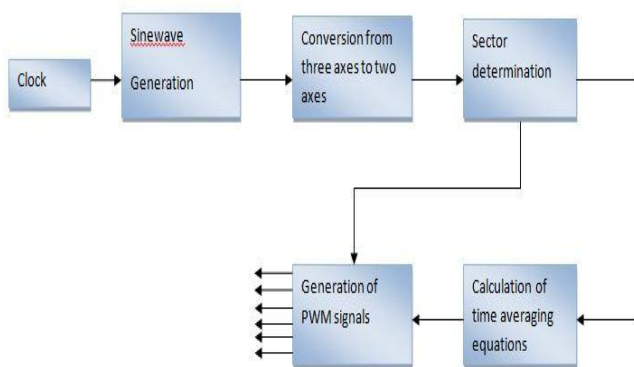 Clock
Sinewave
Generation
Conversion from
three axes to two
axes
Sector
determination
Generation of
PWM signals
Calculation of
time averaging
equations